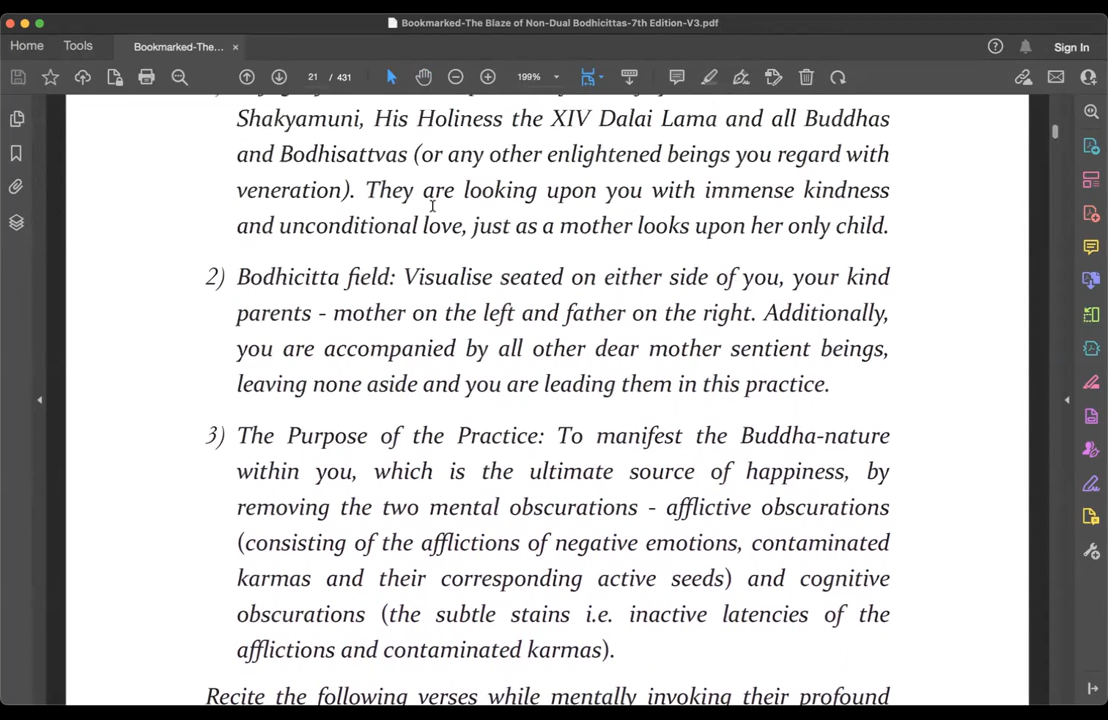 Bookmarked-The Blaze of Non-Dual Bodhicittas-7th Edition-V3.pdf
Home Tools Bookmarked-The... × Sign In
21 / 431 199%
Shakyamuni, His Holiness the XIV Dalai Lama and all Buddhas
and Bodhisattvas (or any other enlightened beings you regard with
veneration). They are looking upon you with immense kindness
and unconditional love, just as a mother looks upon her only child.
2) Bodhicitta field: Visualise seated on either side of you, your kind
parents - mother on the left and father on the right. Additionally,
you are accompanied by all other dear mother sentient beings,
leaving none aside and you are leading them in this practice.
3) The Purpose of the Practice: To manifest the Buddha-nature
within you, which is the ultimate source of happiness, by
removing the two mental obscurations - afflictive obscurations
(consisting of the afflictions of negative emotions, contaminated
karmas and their corresponding active seeds) and cognitive
obscurations (the subtle stains i.e. inactive latencies of the
afflictions and contaminated karmas).
Recite the following verses while mentally invoking their profound